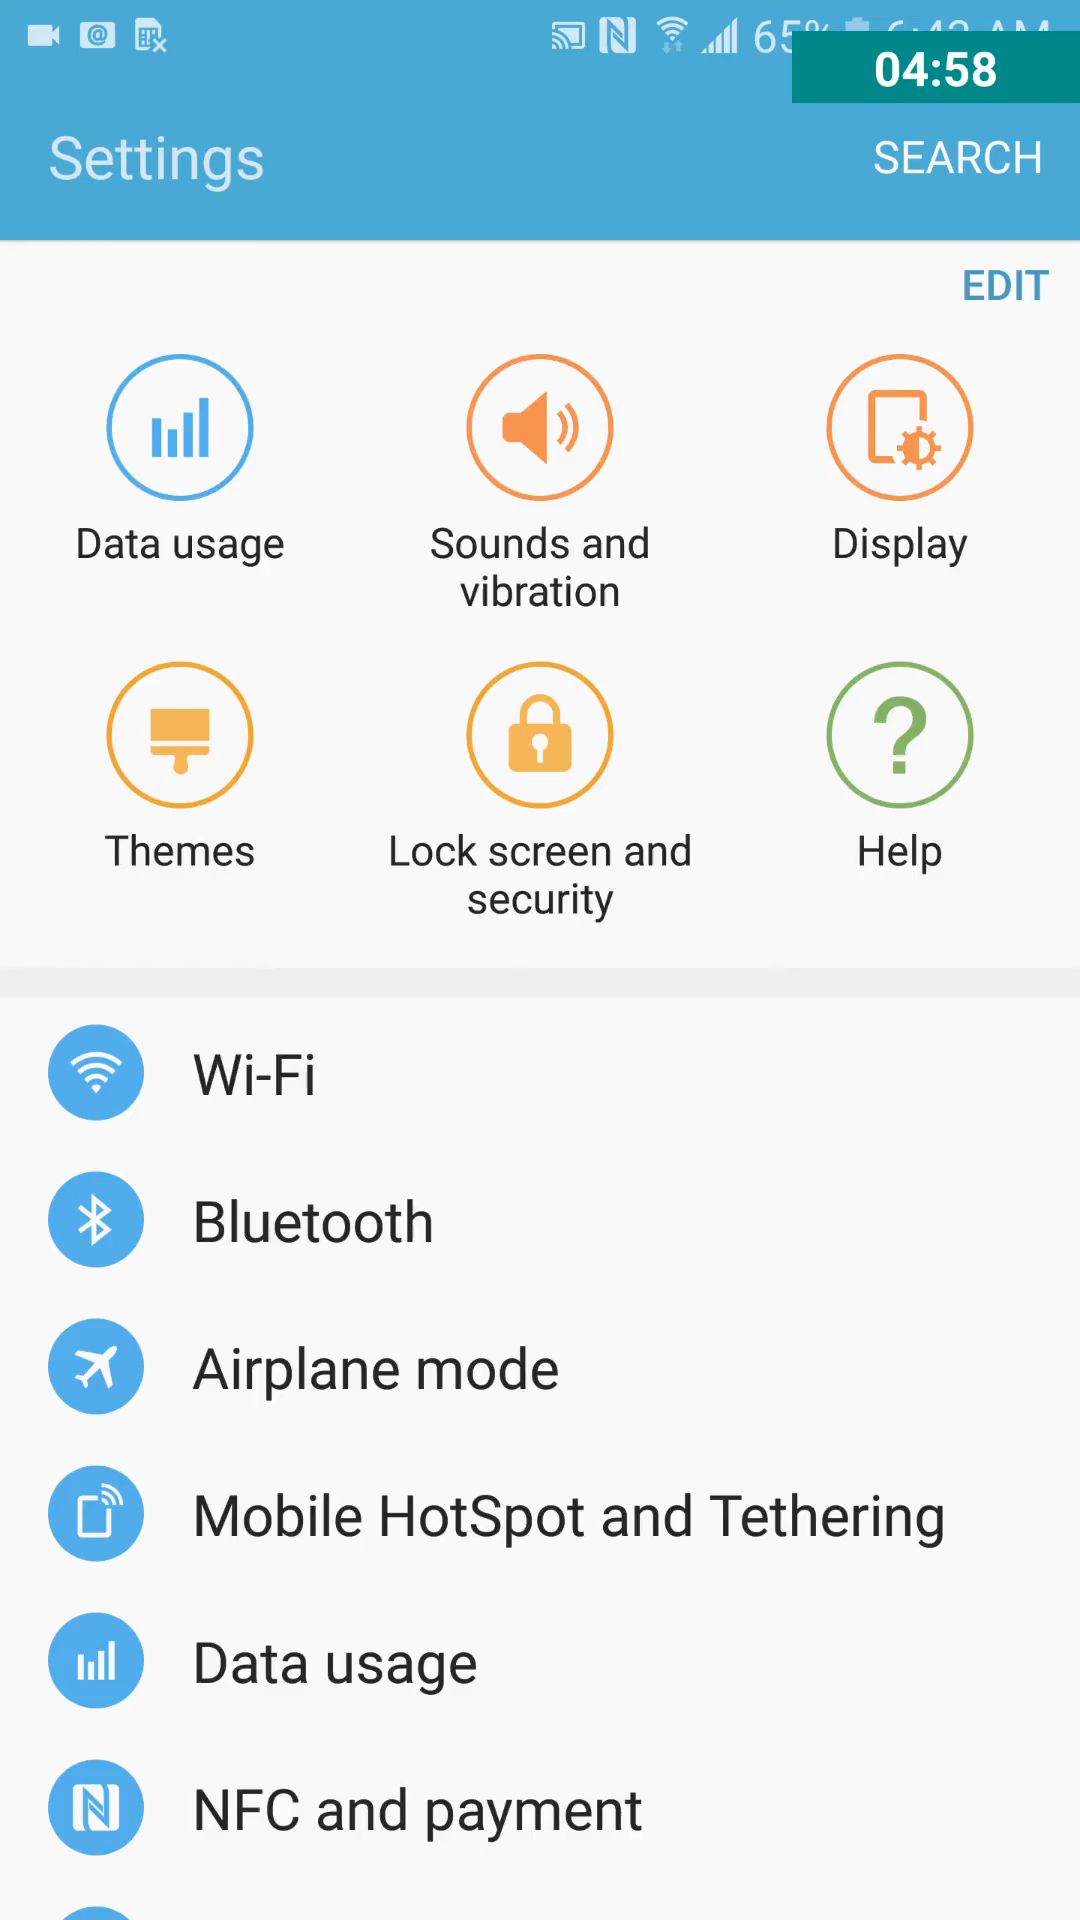 04:58
Settings
SEARCH
EDIT
Data usage
Sounds and
vibration
Display
Themes
Lock screen and
security
Help
Wi-Fi
Bluetooth
Airplane mode
Mobile HotSpot and Tethering
Data usage
NFC and payment